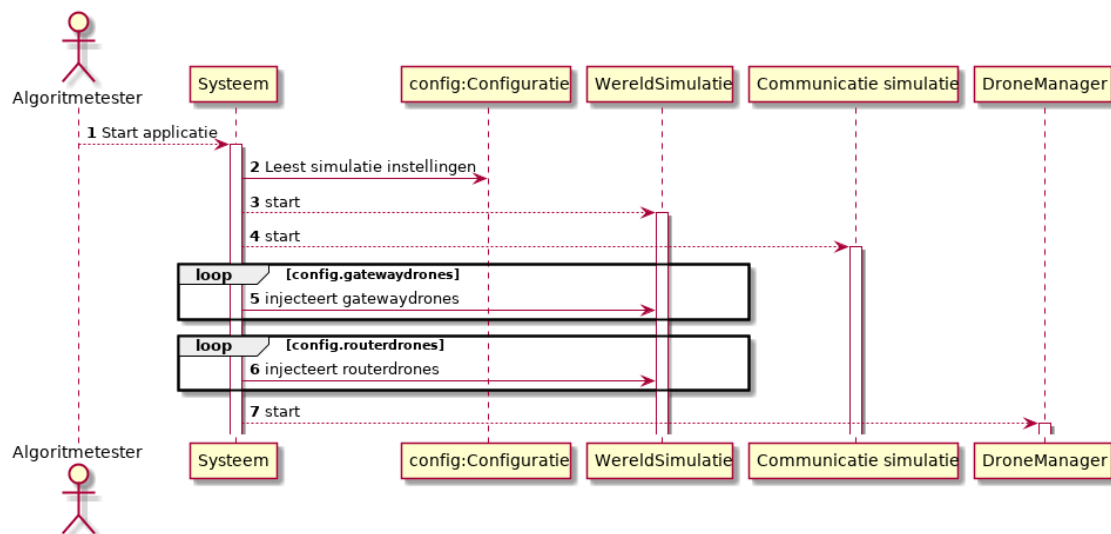 Algoritmetester
Systeem
config:Configuratie
WereldSimulatie
Communicatie simulatie
DroneManager
1 Start applicatie
2 Leest simulatie instellingen
3 start
4 start
loop [config.gatewaydrones]
5 injecteert gatewaydrones
loop [config.routerdrones]
6 injecteert routerdrones
7 start
Algoritmetester
Systeem
config:Configuratie
WereldSimulatie
Communicatie simulatie
DroneManager